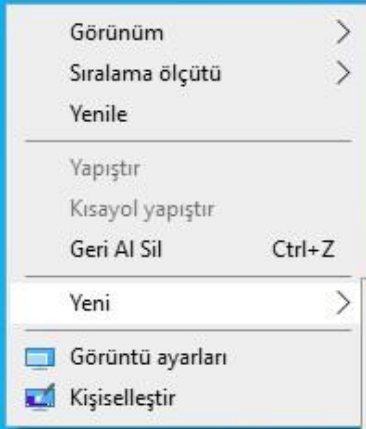 Görünüm
Sıralama ölçütü
Yenile
Yapıştır
Kısayol yapıştır
Geri Al Sil Ctrl+Z
Yeni
Görüntü ayarları
Kişiselleştir